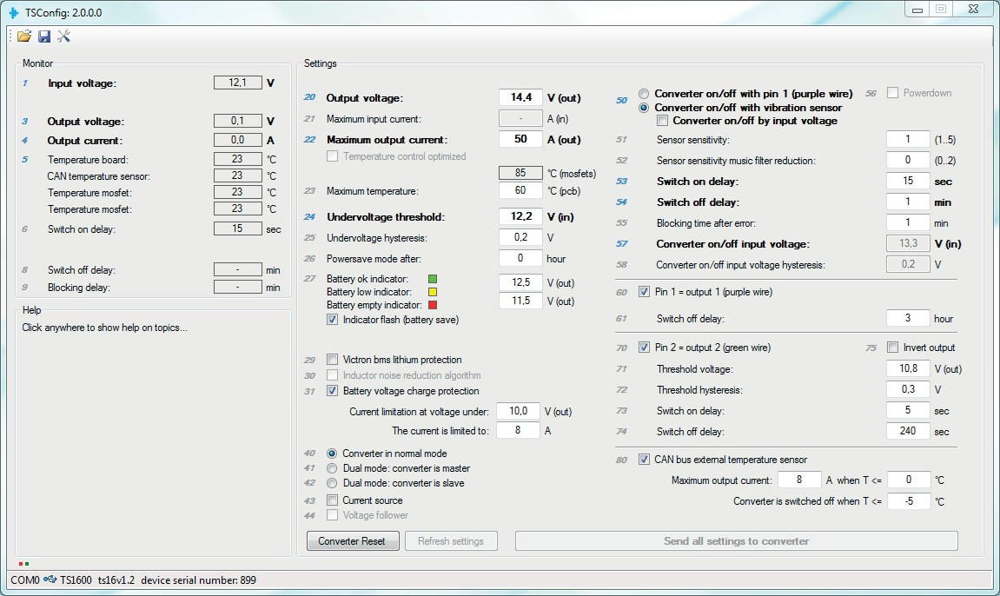 TSConfig: 2.0.0.0
Monitor
1 Input voltage: 12,1 V
3 Output voltage: 0,1 V
4 Output current: 0,0 A
5 Temperature board: 23 °C
CAN temperature sensor: 23 °C
Temperature mosfet: 23 °C
Temperature mosfet: 23 °C
6 Switch on delay: 15 sec
8 Switch off delay: - min
9 Blocking delay: - min
Help
Click anywhere to show help on topics...
Settings
20 Output voltage: 14.4 V (out)
21 Maximum input current: - A (in)
22 Maximum output current: 50 A (out)
Temperature control optimized
85 °C (mosfets)
23 Maximum temperature: 60 °C (pcb)
24 Undervoltage threshold: 12,2 V (in)
25 Undervoltage hysteresis: 0,2 V
26 Powersave mode after: 0 hour
27 Battery ok indicator: 12,5 V (out)
Battery low indicator:
Battery empty indicator: 11,5 V (out)
Indicator flash (battery save)
29 Victron bms lithium protection
30 Inductor noise reduction algorithm
31 Battery voltage charge protection
Current limitation at voltage under: 10,0 V (out)
The current is limited to: 8 A
40 Converter in normal mode
41 Dual mode: converter is master
42 Dual mode: converter is slave
43 Current source
44 Voltage follower
50 Converter on/off with pin 1 (purple wire) 56 Powerdown
Converter on/off with vibration sensor
Converter on/off by input voltage
51 Sensor sensitivity: 1 (1..5)
52 Sensor sensitivity music filter reduction: 0 (0..2)
53 Switch on delay: 15 sec
54 Switch off delay: 1 min
55 Blocking time after error: 1 min
57 Converter on/off input voltage: 13,3 V (in)
58 Converter on/off input voltage hysteresis: 0,2 V
60 Pin 1 = output 1 (purple wire)
61 Switch off delay: 3 hour
70 Pin 2 = output 2 (green wire) 75 Invert output
71 Threshold voltage: 10,8 V (out)
72 Threshold hysteresis: 0,3 V
73 Switch on delay: 5 sec
74 Switch off delay: 240 sec
80 CAN bus external temperature sensor
Maximum output current: 8 A when T <= 0 °C
Converter is switched off when T <= -5 °C
Converter Reset Refresh settings Send all settings to converter
COM0 TS1600 ts16v1.2 device serial number: 899